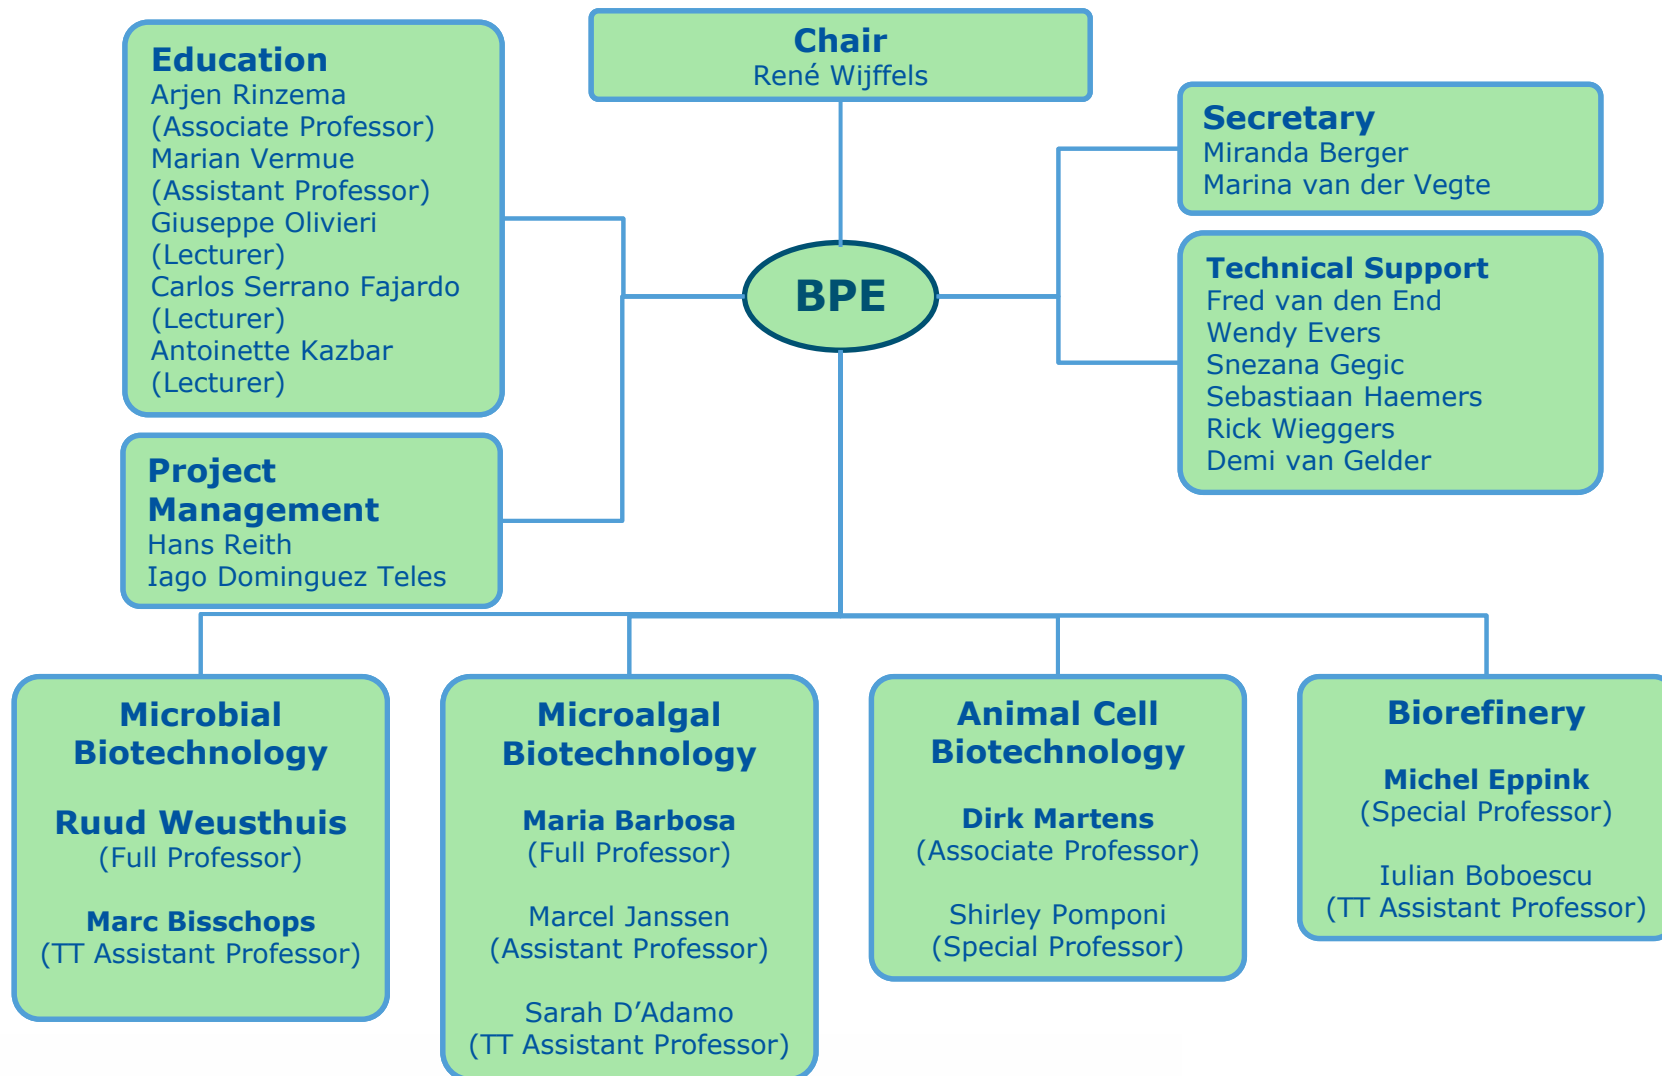 Chair
René Wijffels
Education
Arjen Rinzema
(Associate Professor)
Marian Vermue
(Assistant Professor)
Giuseppe Olivieri
(Lecturer)
Carlos Serrano Fajardo
(Lecturer)
Antoinette Kazbar
(Lecturer)
Project
Management
Hans Reith
Iago Dominguez Teles
BPE
Secretary
Miranda Berger
Marina van der Vegte
Technical Support
Fred van den End
Wendy Evers
Snezana Gegic
Sebastiaan Haemers
Rick Wieggers
Demi van Gelder
Microbial
Biotechnology
Ruud Weusthuis
(Full Professor)
Marc Bisschops
(TT Assistant Professor)
Microalgal
Biotechnology
Maria Barbosa
(Full Professor)
Marcel Janssen
(Assistant Professor)
Sarah D’Adamo
(TT Assistant Professor)
Animal Cell
Biotechnology
Dirk Martens
(Associate Professor)
Shirley Pomponi
(Special Professor)
Biorefinery
Michel Eppink
(Special Professor)
Iulian Boboescu
(TT Assistant Professor)